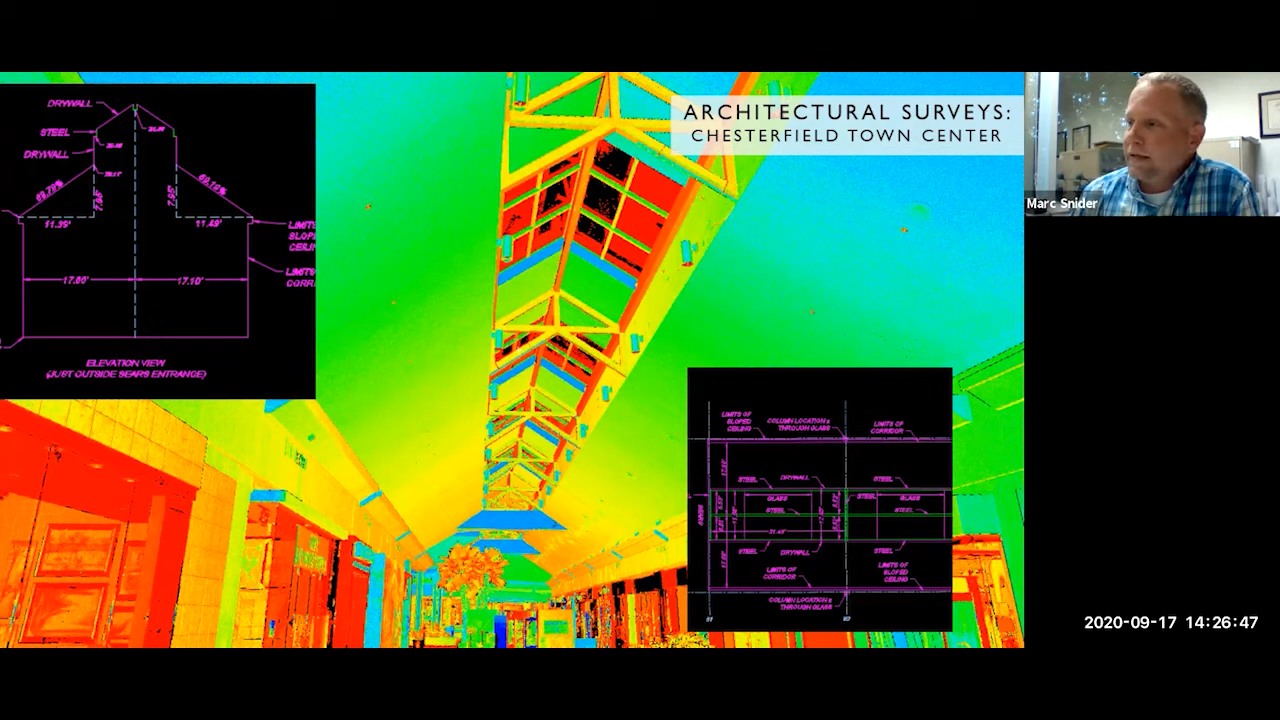 ARCHITECTURAL SURVEYS:
CHESTERFIELD TOWN CENTER
Marc Snider
DRYWALL
STEEL
DRYWALL
11.39'
11.49'
17.10'
ELEVATION VIEW
(JUST OUTSIDE SEARS ENTRANCE)
LIMITS OF
SLOPED
CEILING
COLUMN LOCATION &
THROUGH GLASS
LIMITS OF
CORRIDOR
STEEL
DRYWALL
STEEL
GLASS
STEEL
GLASS
STEEL
STEEL
STEEL
DRYWALL
STEEL
LIMITS OF
CORRIDOR
LIMITS OF
SLOPED
CEILING
COLUMN LOCATION &
THROUGH GLASS
2020-09-17 14:26:47